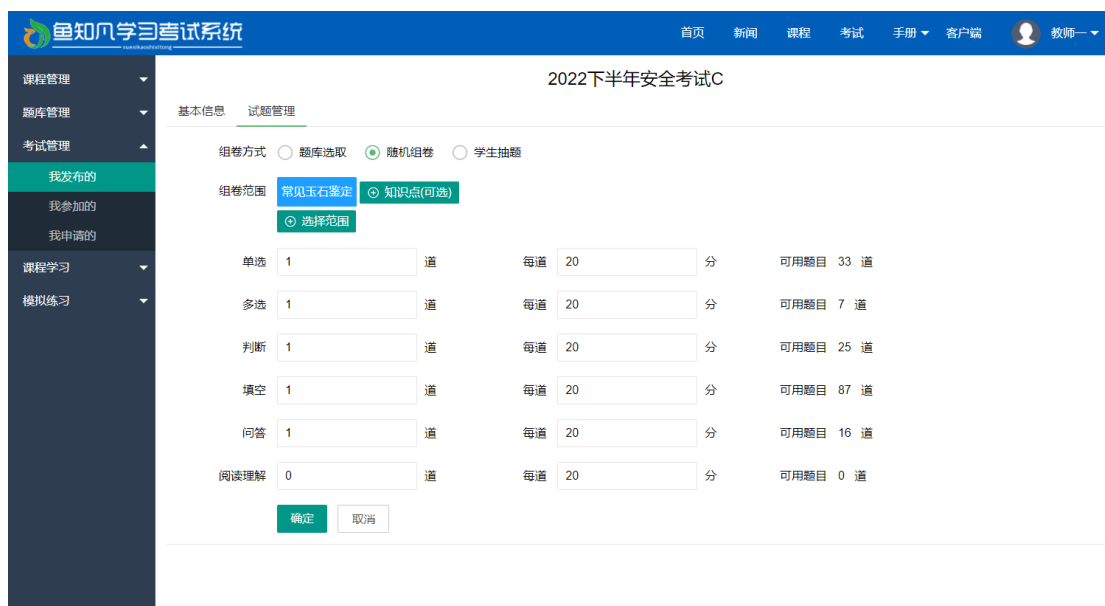 鱼知凡学习考试系统
xuexikaoshixitong
首页 新闻 课程 考试 手册 客户端 教师一
课程管理
题库管理
考试管理
我发布的
我参加的
我申请的
课程学习
模拟练习
2022下半年安全考试C
基本信息 试题管理
组卷方式 题库选取 随机组卷 学生抽题
组卷范围 常见玉石鉴定 知识点(可选)
选择范围
单选 1 道 每道 20 分 可用题目 33 道
多选 1 道 每道 20 分 可用题目 7 道
判断 1 道 每道 20 分 可用题目 25 道
填空 1 道 每道 20 分 可用题目 87 道
问答 1 道 每道 20 分 可用题目 16 道
阅读理解 0 道 每道 20 分 可用题目 0 道
确定 取消